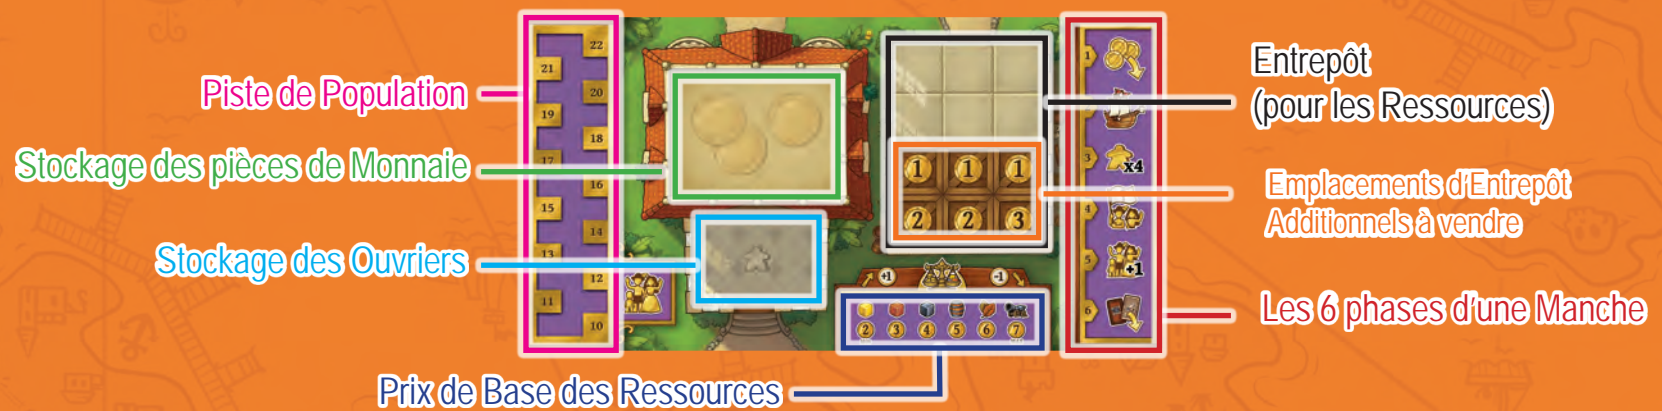 Piste de Population
Stockage des pièces de Monnaie
Stockage des Ouvriers
Prix de Base des Ressources
22
21
20
19
18
17
16
15
14
13
12
11
10
1 1 1
2 2 3
+1 -1
2 3 4 5 6 7
1
3
x4
4
5
+1
6
Entrepôt
(pour les Ressources)
Emplacements d'Entrepôt
Additionnels à vendre
Les 6 phases d'une Manche